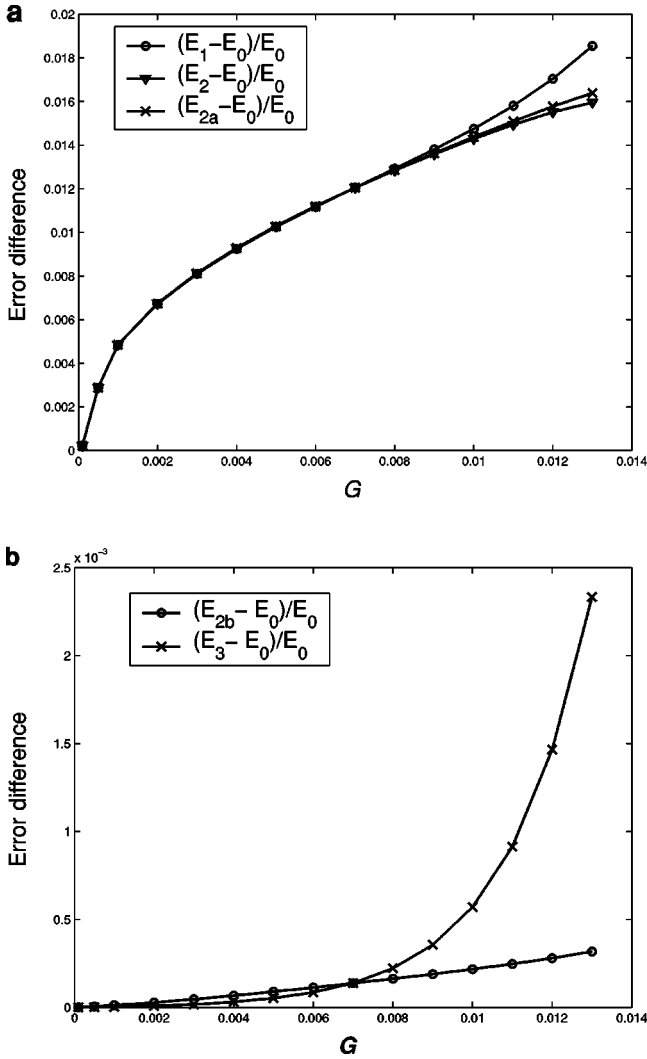 a
0.02
0.018
0.016
0.014
0.012
0.01
0.008
0.006
0.004
0.002
0
(E1−E0)/E0
(E2−E0)/E0
(E2a−E0)/E0
Error difference
0 0.002 0.004 0.006 0.008 0.01 0.012 0.014
G
b
x 10−3
2.5
2
1.5
1
0.5
0
(E2b− E0)/E0
(E3− E0)/E0
Error difference
0 0.002 0.004 0.006 0.008 0.01 0.012 0.014
G